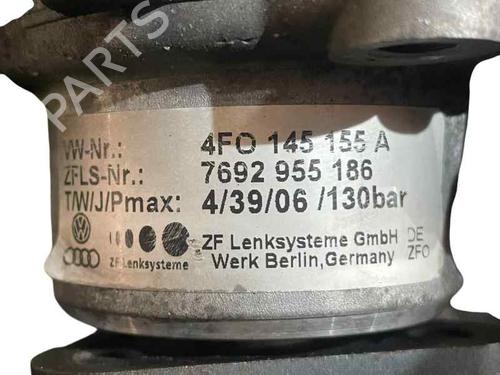 VW-Nr.: 4FO 145 155 A
ZFLS-Nr.: 7692 955 186
T/W/J/Pmax: 4/39/06 /130bar
ZF Lenksysteme GmbH DE
ZF Lenksysteme Werk Berlin,Germany ZFO
PARTS